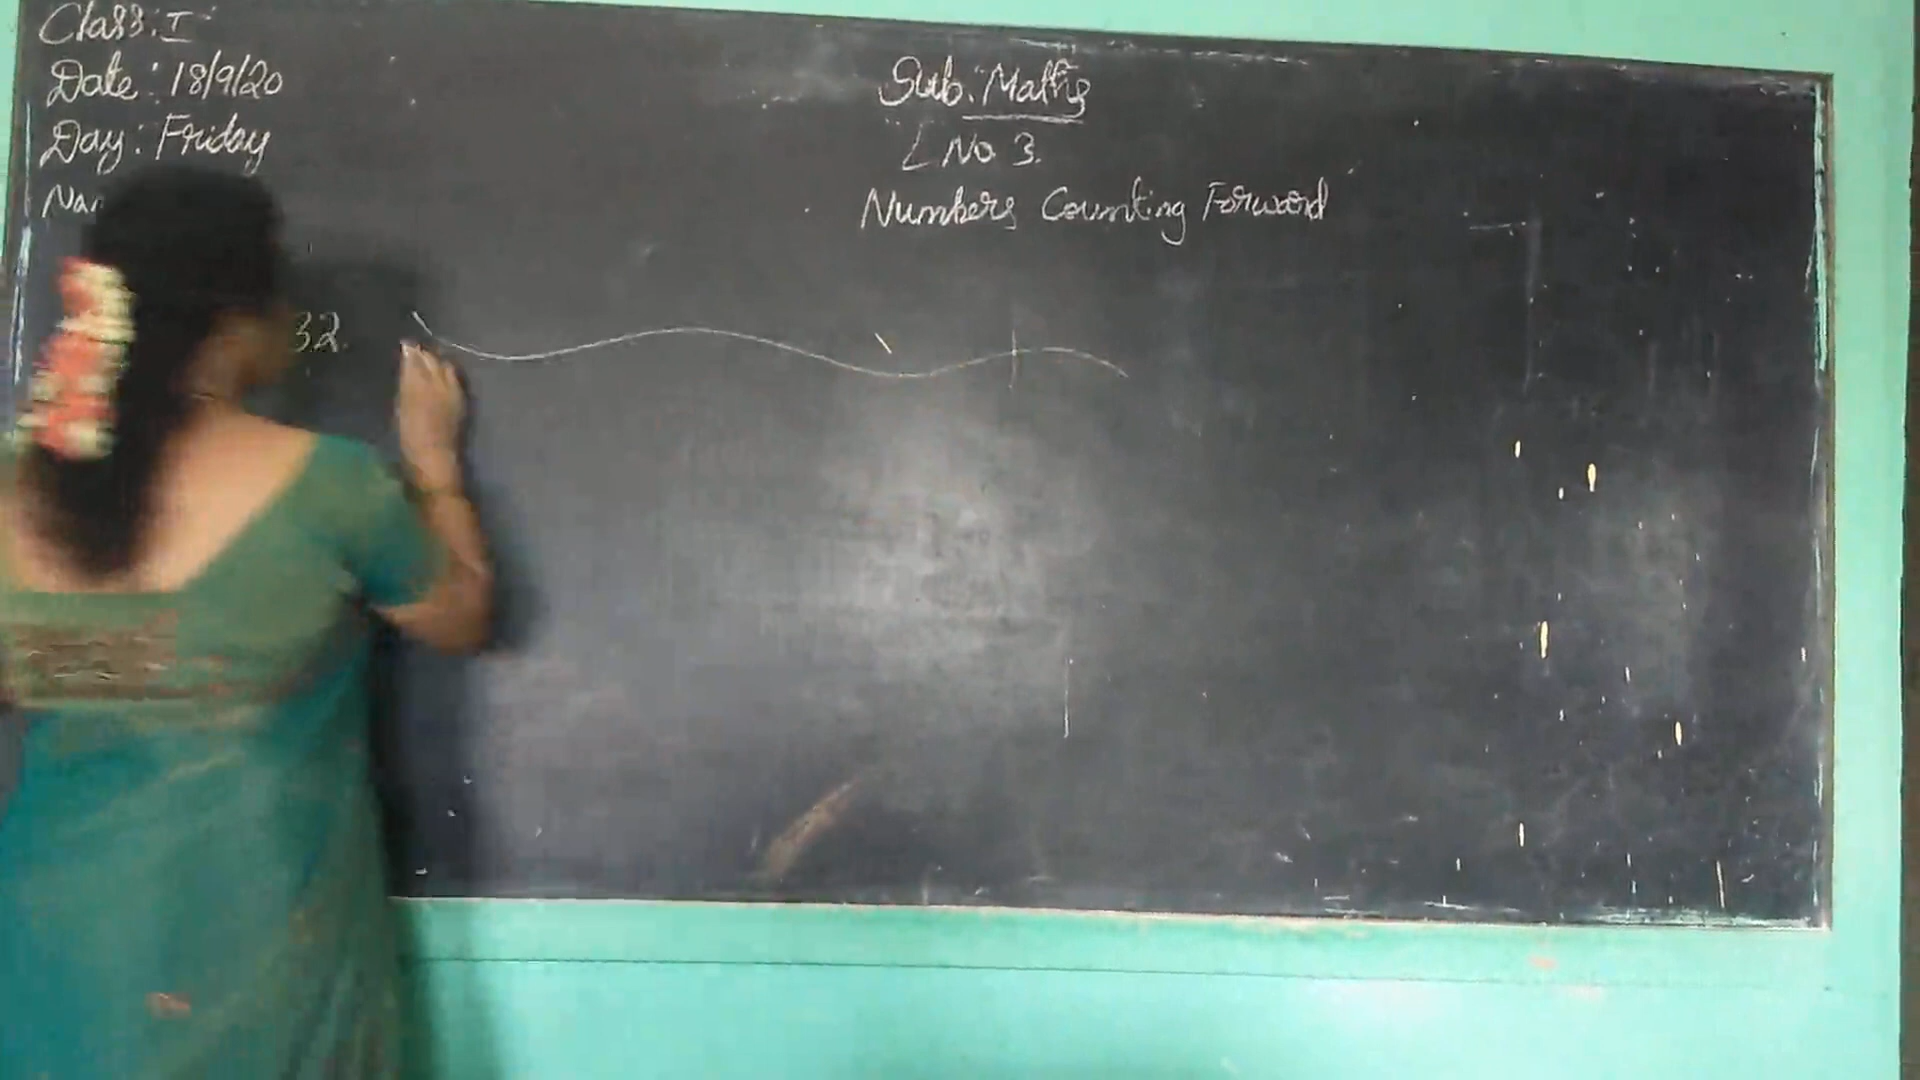 Class: I
Date: 18/9/20
Day: Friday
Sub: Maths
L No 3.
Numbers Counting Forward
32.